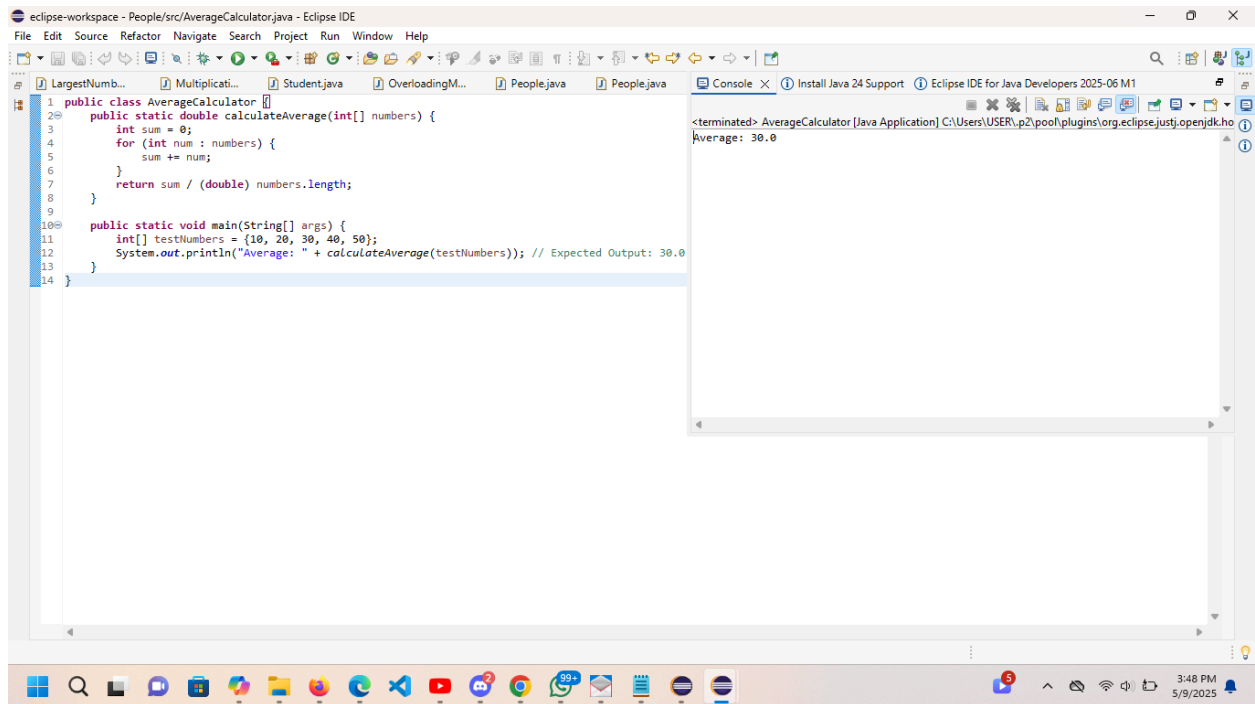 eclipse-workspace - People/src/AverageCalculator.java - Eclipse IDE
File Edit Source Refactor Navigate Search Project Run Window Help
LargestNumb... Multiplicati... Student.java OverloadingM... People.java People.java
1 public class AverageCalculator {
2 public static double calculateAverage(int[] numbers) {
3 int sum = 0;
4 for (int num : numbers) {
5 sum += num;
6 }
7 return sum / (double) numbers.length;
8 }
9
10 public static void main(String[] args) {
11 int[] testNumbers = {10, 20, 30, 40, 50};
12 System.out.println("Average: " + calculateAverage(testNumbers)); // Expected Output: 30.0
13 }
14 }
Console Install Java 24 Support Eclipse IDE for Java Developers 2025-06 M1
<terminated> AverageCalculator [Java Application] C:\Users\USER\.p2\pool\plugins\org.eclipse.justj.openjdk.ho
Average: 30.0
2
99+
5
3:48 PM
5/9/2025